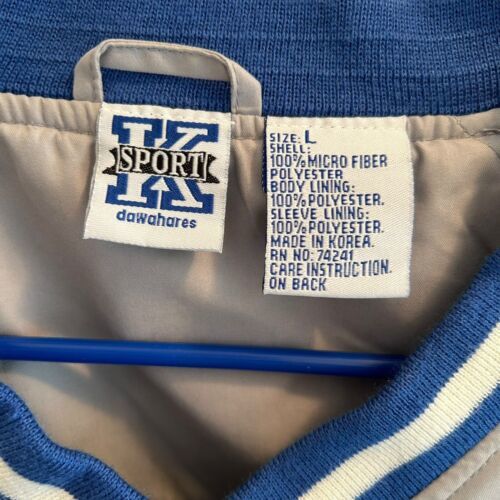 K
SPORT
dawahares
SIZE: L
SHELL:
100% MICRO FIBER
POLYESTER
BODY LINING:
100% POLYESTER.
SLEEVE LINING:
100% POLYESTER.
MADE IN KOREA.
RN NO: 74241
CARE INSTRUCTION.
ON BACK